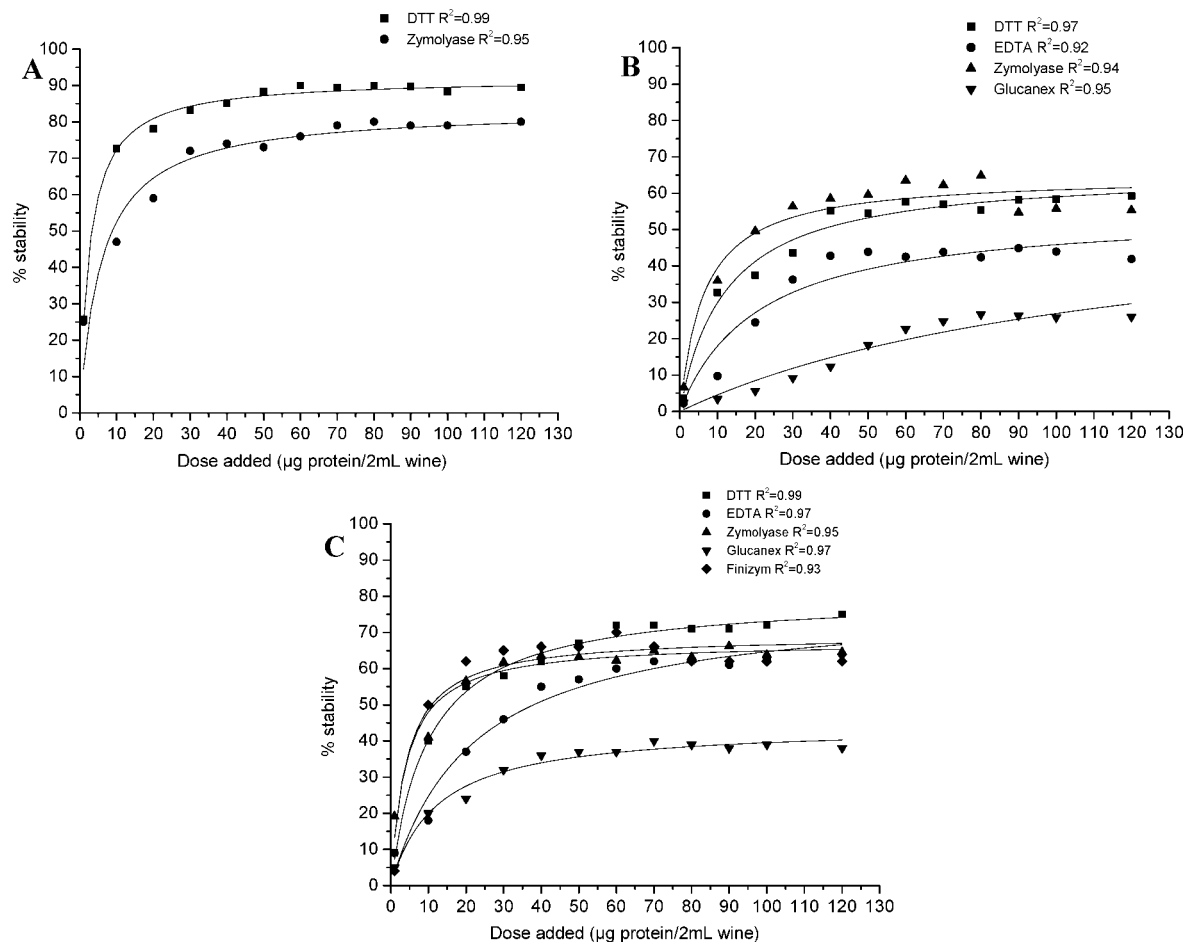 A
■ DTT R²=0.99
● Zymolyase R²=0.95
% stability
100
90
80
70
60
50
40
30
20
10
0
0 10 20 30 40 50 60 70 80 90 100 110 120 130
Dose added (µg protein/2mL wine)
B
■ DTT R²=0.97
● EDTA R²=0.92
▲ Zymolyase R²=0.94
▼ Glucanex R²=0.95
% stability
100
90
80
70
60
50
40
30
20
10
0
0 10 20 30 40 50 60 70 80 90 100 110 120 130
Dose added (µg protein/2mL wine)
C
■ DTT R²=0.99
● EDTA R²=0.97
▲ Zymolyase R²=0.95
▼ Glucanex R²=0.97
◆ Finizym R²=0.93
% stability
100
90
80
70
60
50
40
30
20
10
0
0 10 20 30 40 50 60 70 80 90 100 110 120 130
Dose added (µg protein/2mL wine)